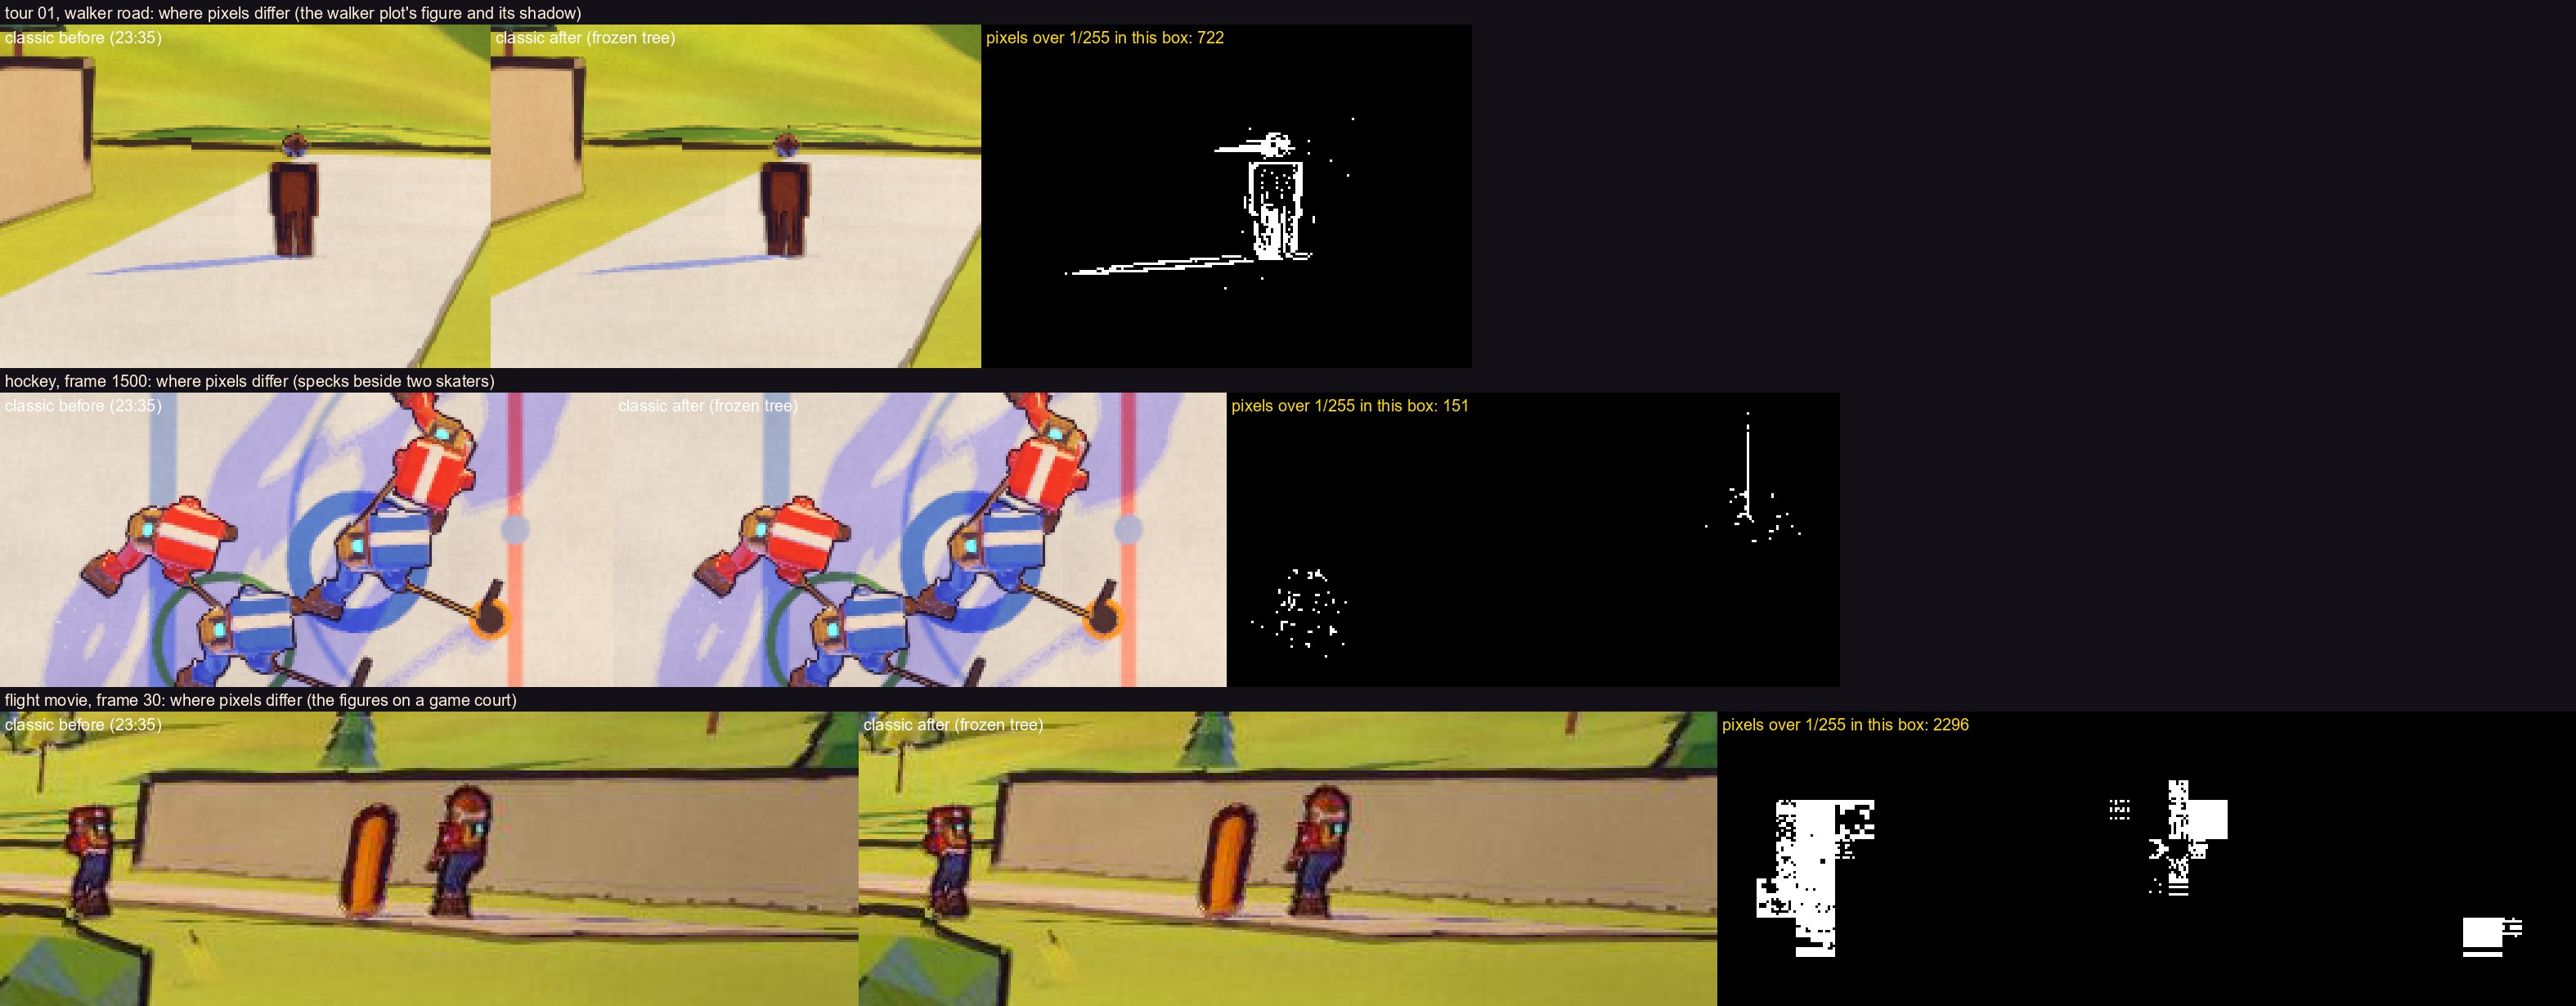 tour 01, walker road: where pixels differ (the walker plot's figure and its shadow)
classic before (23:35)
classic after (frozen tree)
pixels over 1/255 in this box: 722
hockey, frame 1500: where pixels differ (specks beside two skaters)
classic before (23:35)
classic after (frozen tree)
pixels over 1/255 in this box: 151
flight movie, frame 30: where pixels differ (the figures on a game court)
classic before (23:35)
classic after (frozen tree)
pixels over 1/255 in this box: 2296